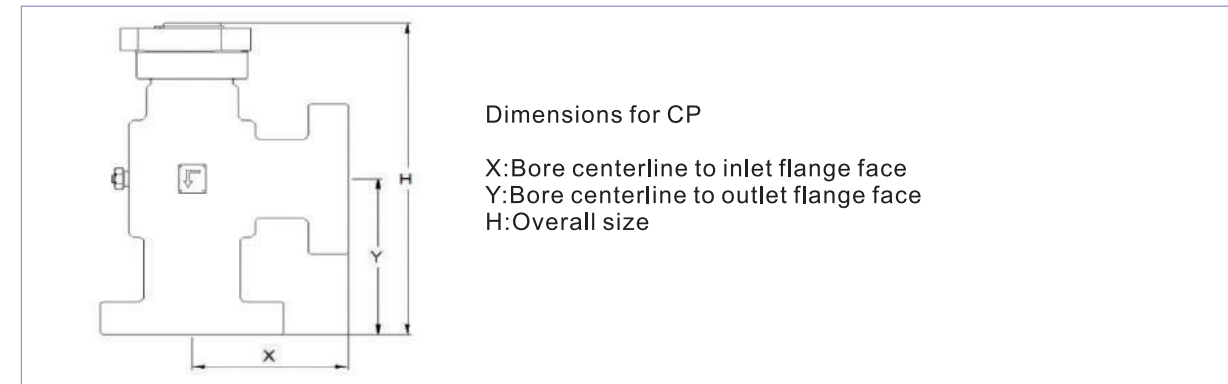 Dimensions for CP
X:Bore centerline to inlet flange face
Y:Bore centerline to outlet flange face
H:Overall size
H
Y
X